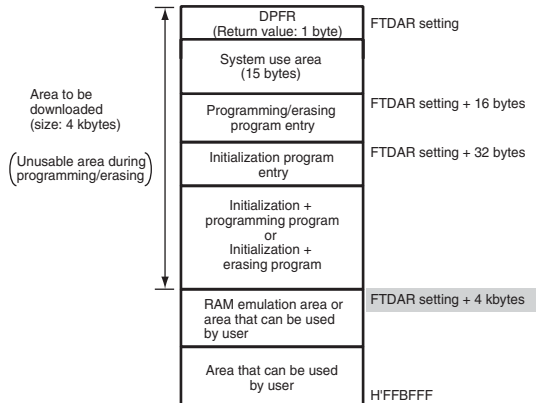 DPFR
(Return value: 1 byte)
FTDAR setting
System use area
(15 bytes)
Area to be
downloaded
(size: 4 kbytes)
(Unusable area during
programming/erasing)
Programming/erasing
program entry
FTDAR setting + 16 bytes
Initialization program
entry
FTDAR setting + 32 bytes
Initialization +
programming program
or
Initialization +
erasing program
RAM emulation area or
area that can be used
by user
FTDAR setting + 4 kbytes
Area that can be used
by user
H'FFBFFF